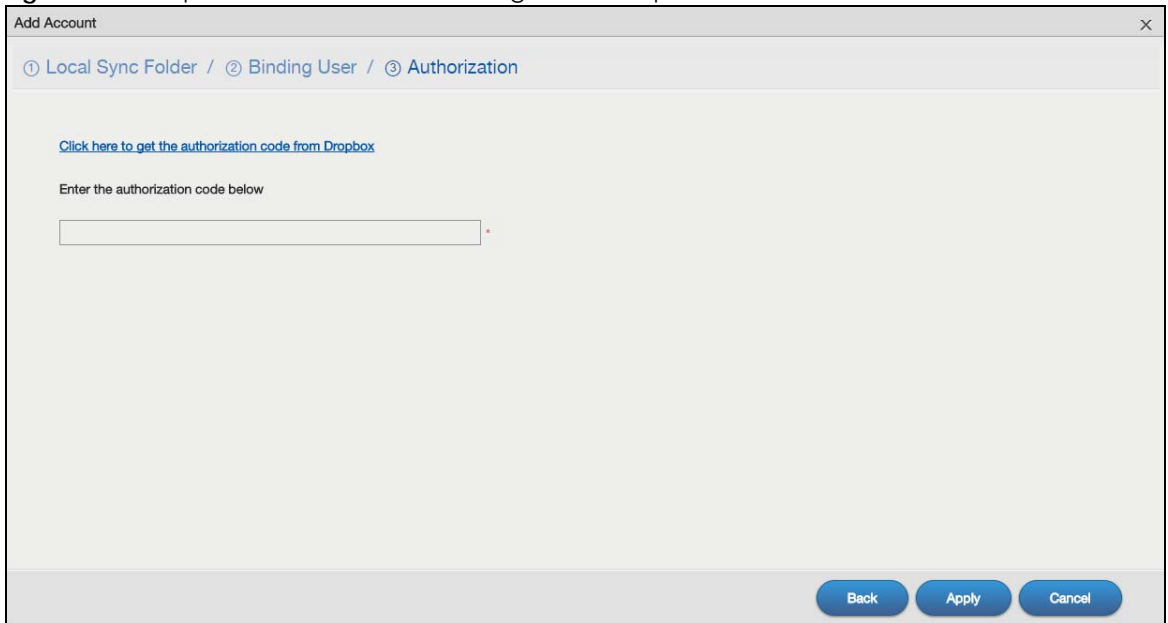 Add Account
① Local Sync Folder / ② Binding User / ③ Authorization
Click here to get the authorization code from Dropbox
Enter the authorization code below
*
Back Apply Cancel